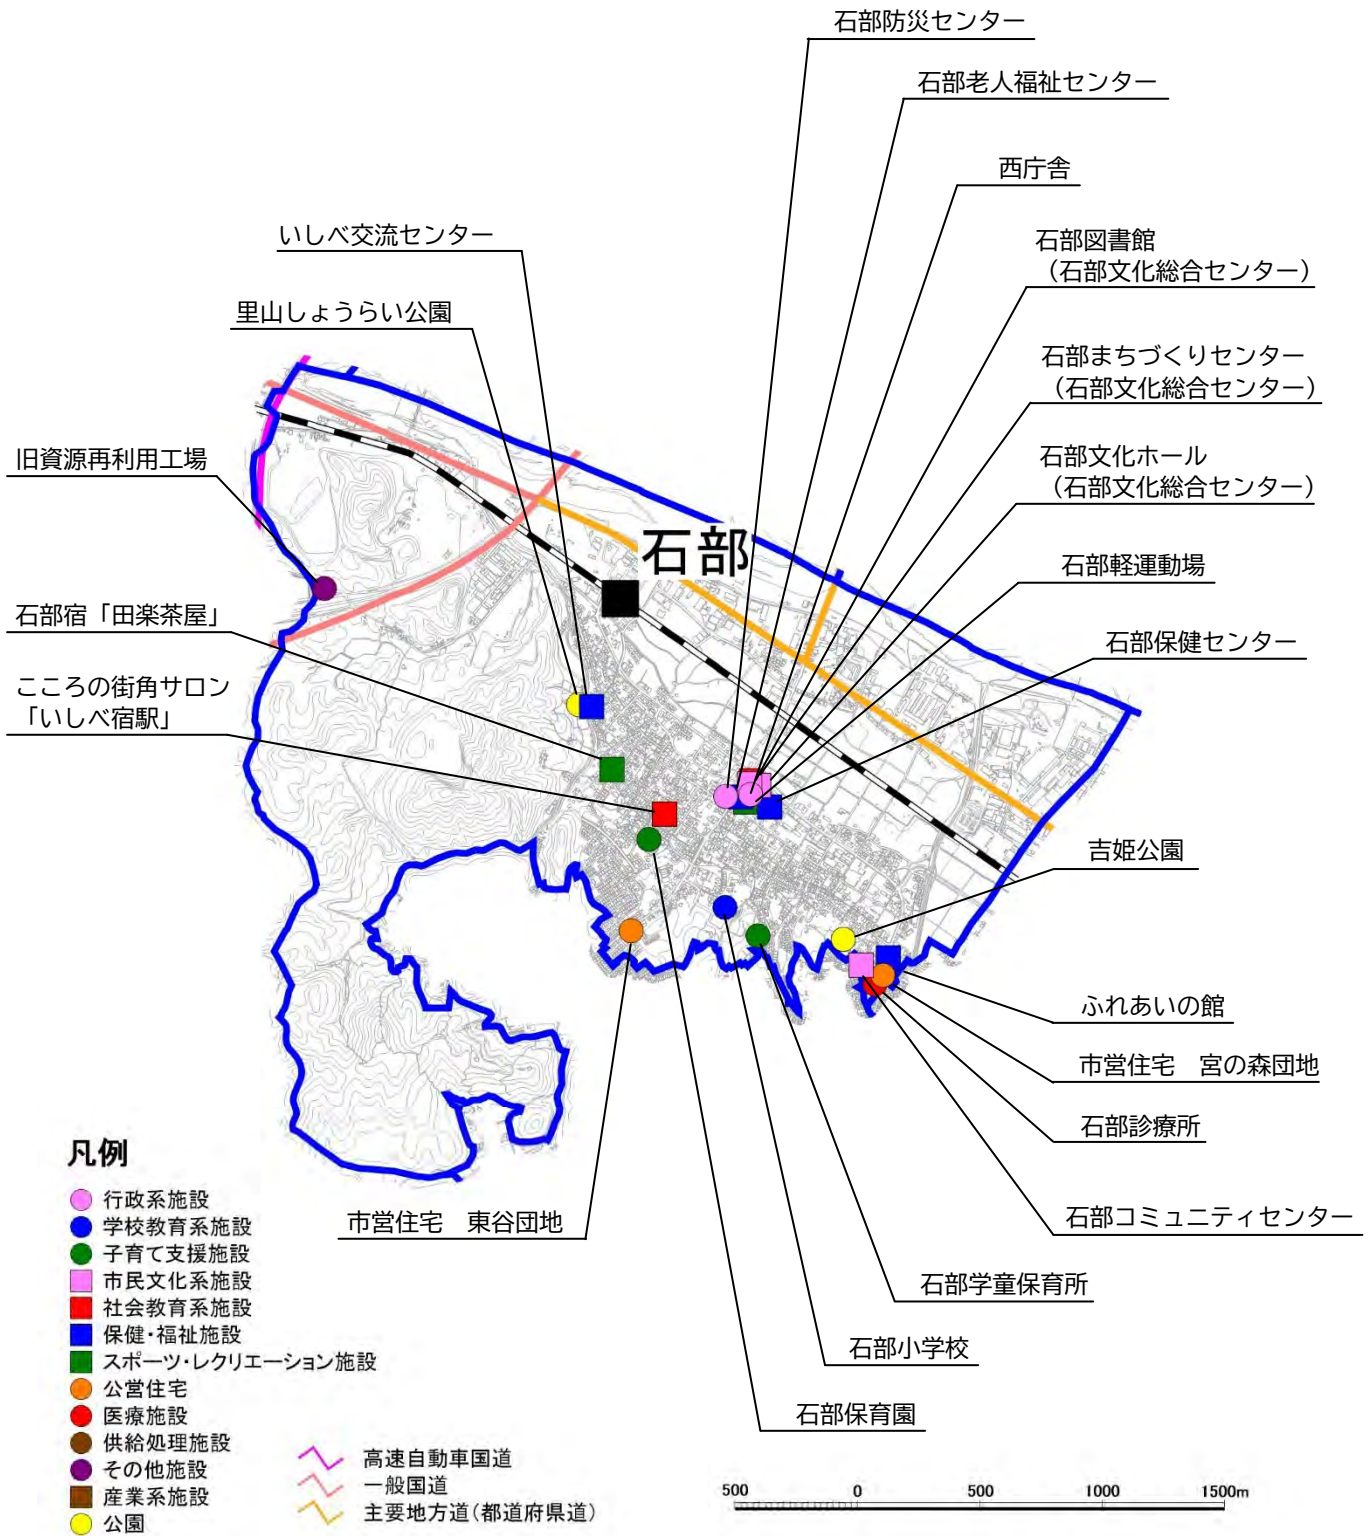 石部防災センター
石部老人福祉センター
西庁舎
いしべ交流センター
石部図書館
（石部文化総合センター）
里山しょうらい公園
石部まちづくりセンター
（石部文化総合センター）
旧資源再利用工場
石部文化ホール
（石部文化総合センター）
石部
石部軽運動場
石部宿「田楽茶屋」
石部保健センター
こころの街角サロン
「いしべ宿駅」
吉姫公園
ふれあいの館
市営住宅　宮の森団地
石部診療所
石部コミュニティセンター
市営住宅　東谷団地
石部学童保育所
石部小学校
石部保育園
凡例
行政系施設
学校教育系施設
子育て支援施設
市民文化系施設
社会教育系施設
保健・福祉施設
スポーツ・レクリエーション施設
公営住宅
医療施設
供給処理施設
その他施設
産業系施設
公園
高速自動車国道
一般国道
主要地方道（都道府県道）
500 0 500 1000 1500m